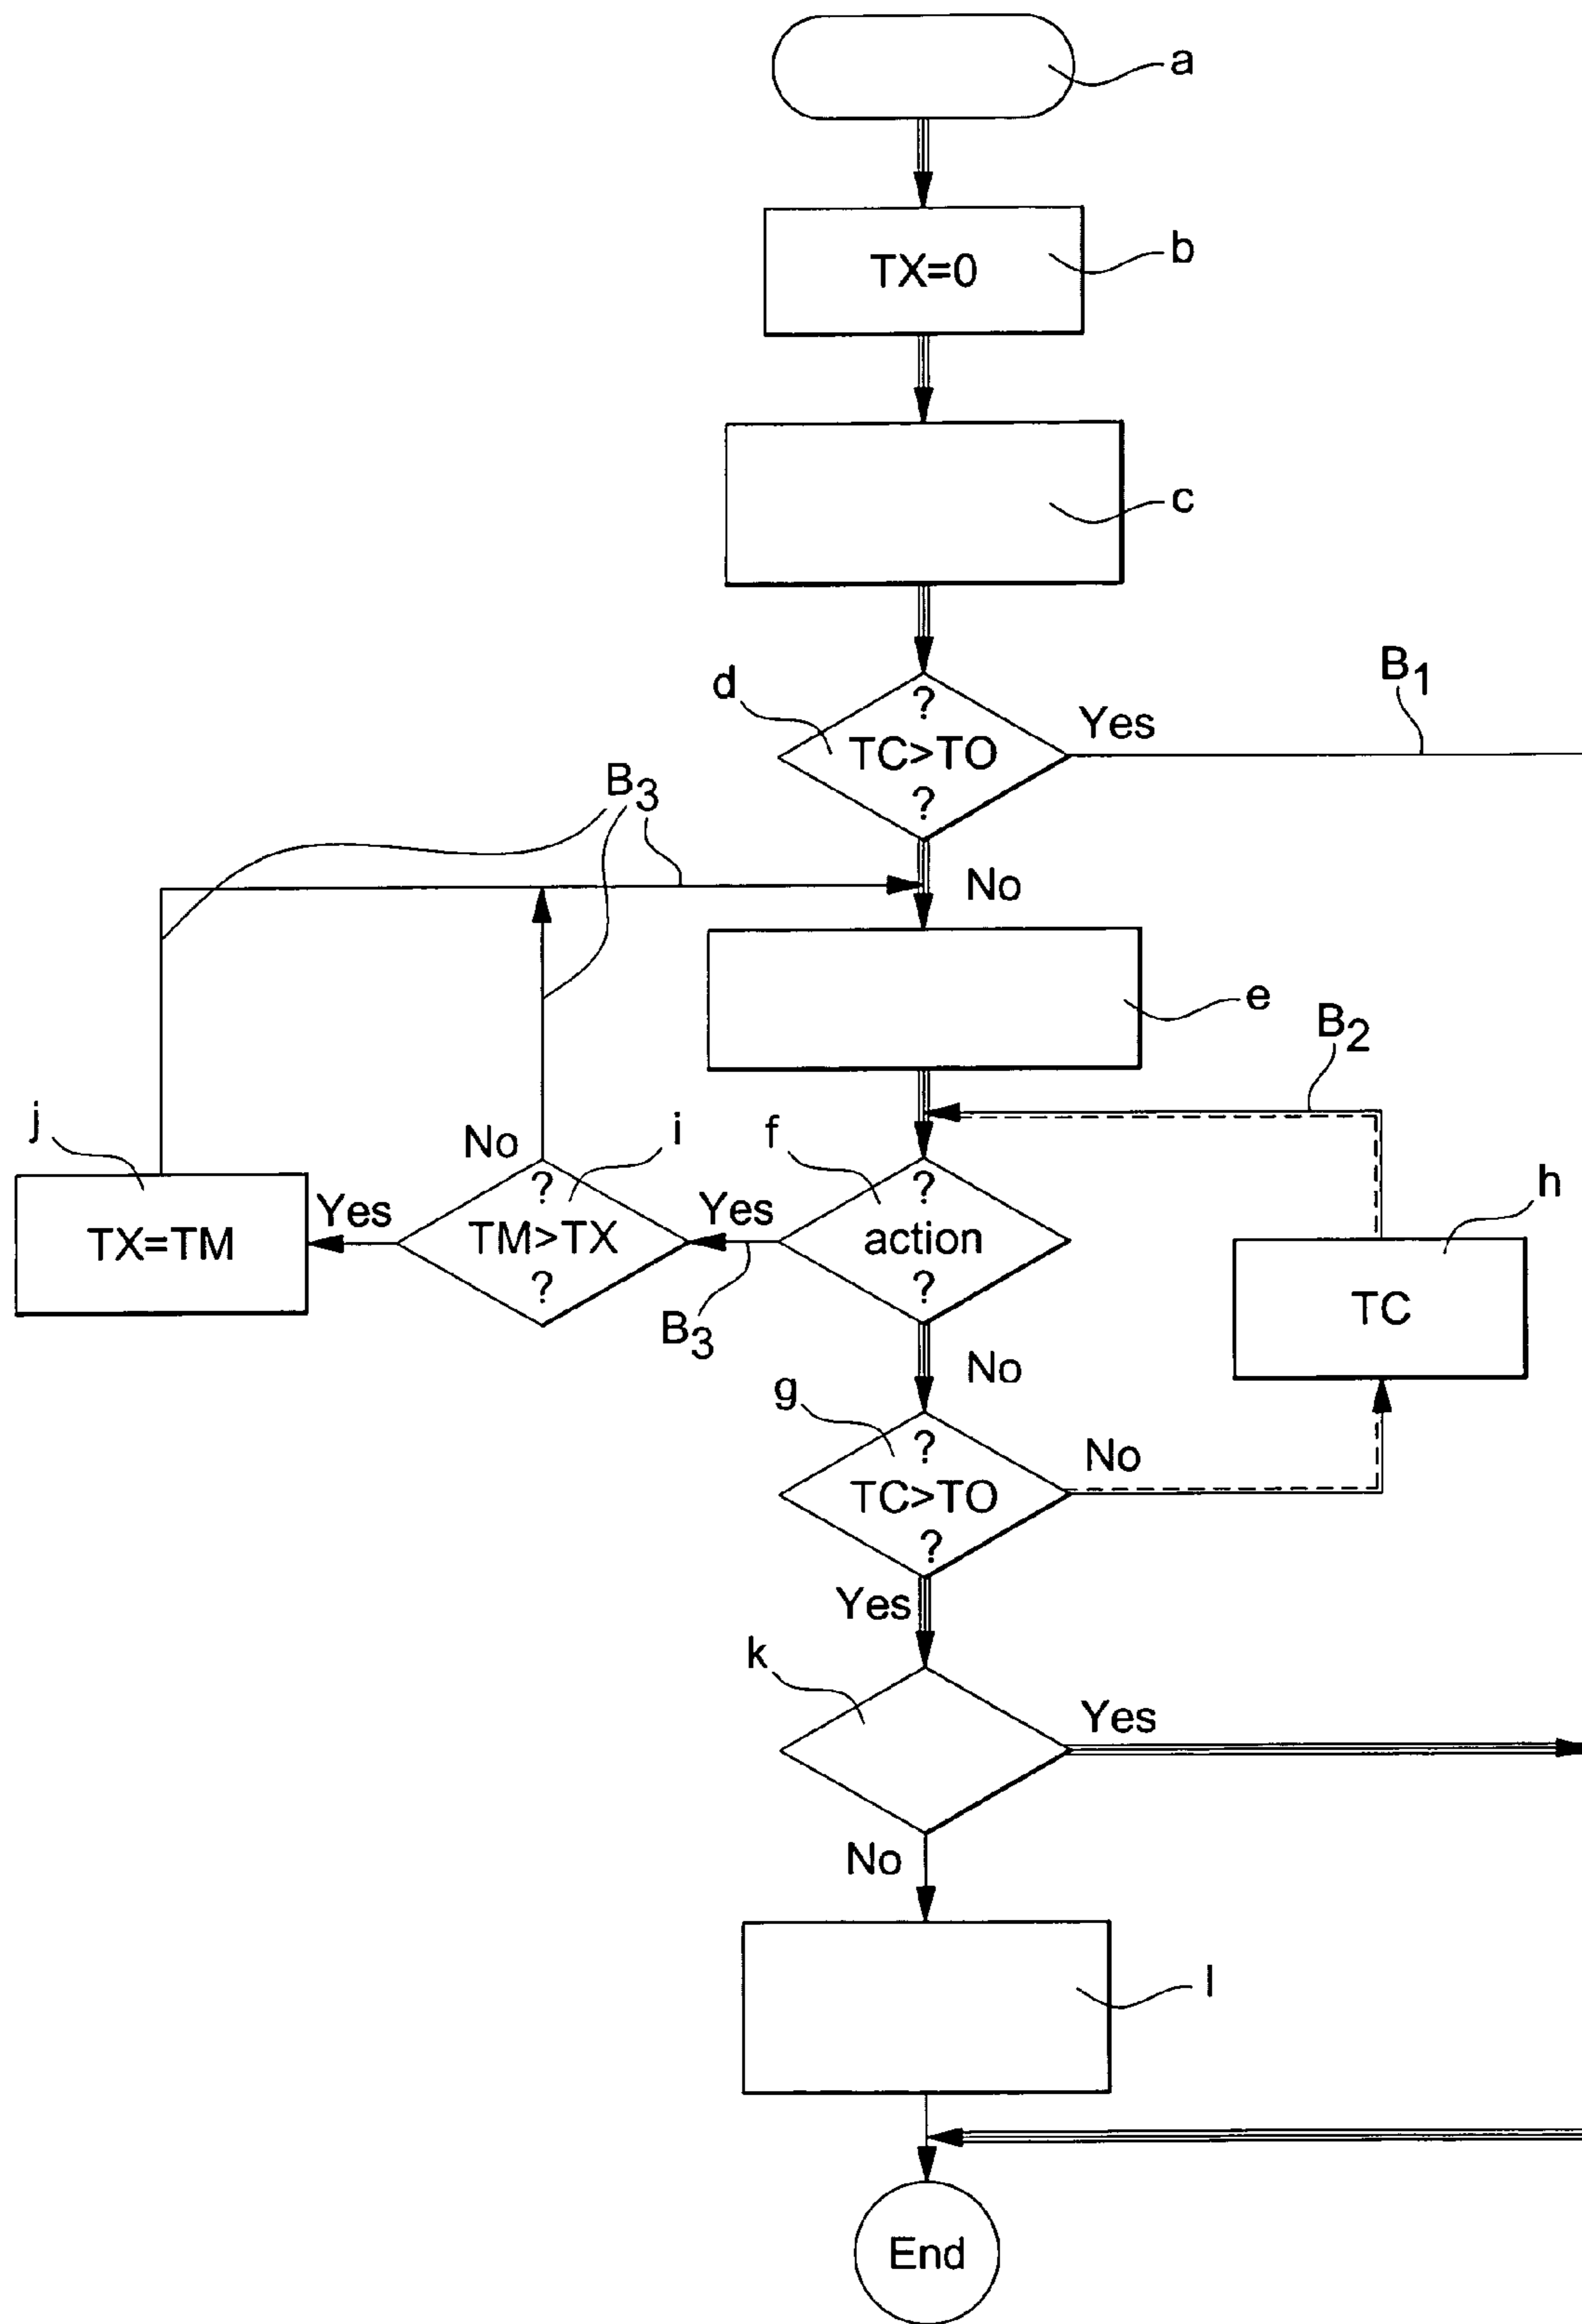 a
TX=0
b
c
d
?
TC>TO
?
Yes
B1
B3
No
e
B2
j
No
i
f
h
TX=TM
Yes
?
TM>TX
?
Yes
?
action
?
TC
B3
No
g
?
TC>TO
?
No
Yes
k
Yes
No
l
End